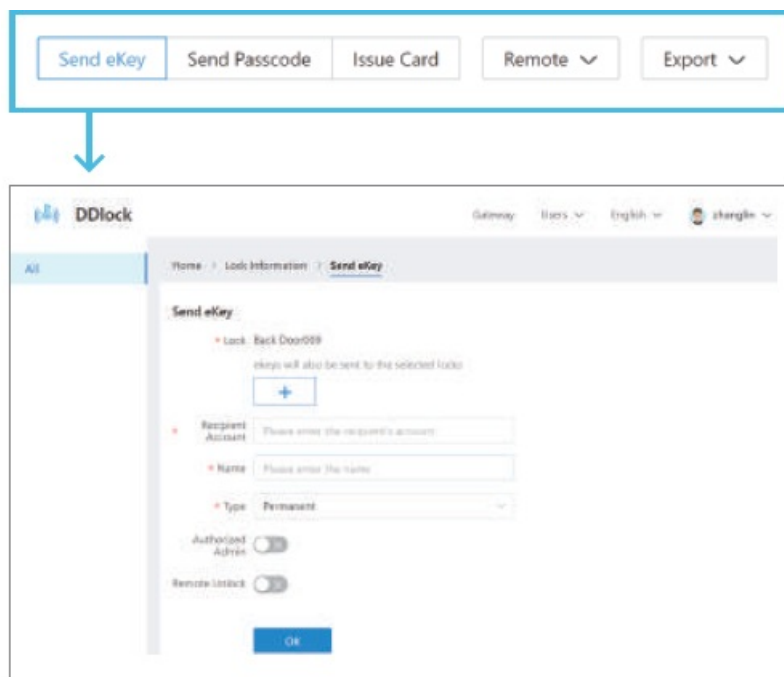 Send eKey Send Passcode Issue Card Remote Export
DDlock Gateway Users English zhanglin
All
Home > Lock Information > Send eKey
Send eKey
* Lock Back Door009
ekeys will also be sent to the selected locks
+
* Recipient Account Please enter the recipient's account
* Name Please enter the name
* Type Permanent
Authorized Admin
Remote Unlock
OK